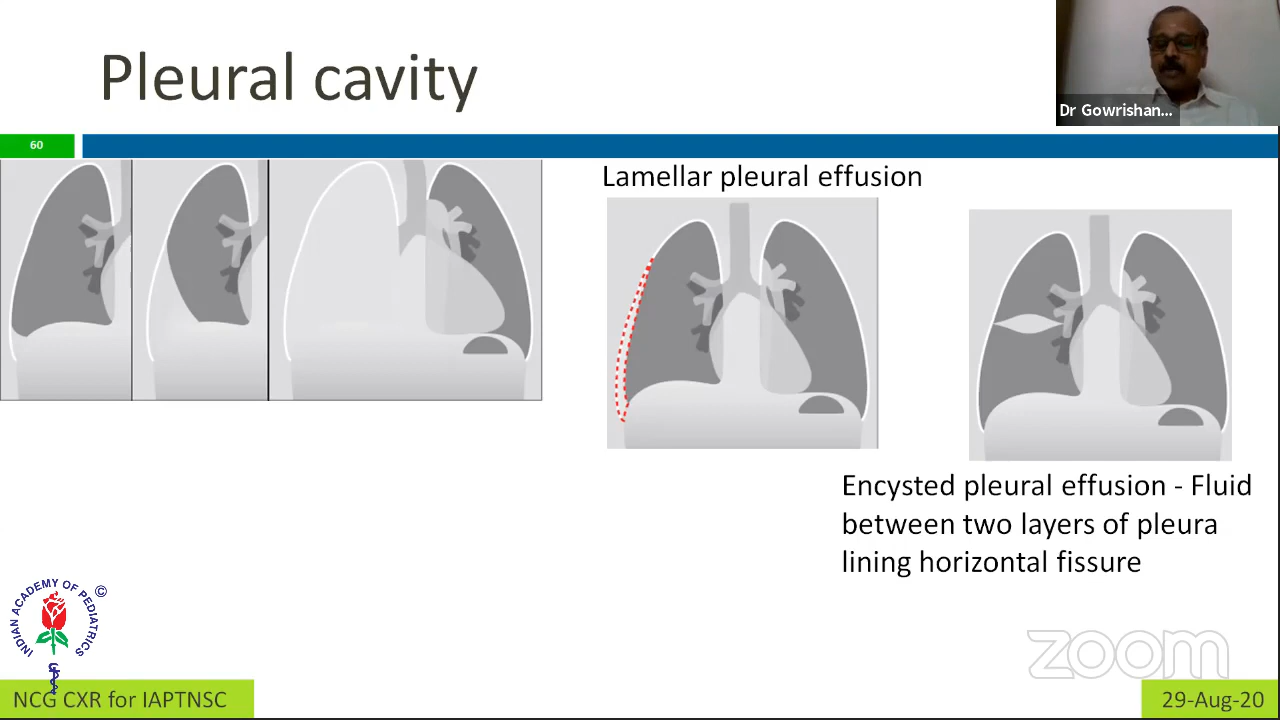 Pleural cavity
Dr Gowrishan...
60
Lamellar pleural effusion
Encysted pleural effusion - Fluid
between two layers of pleura
lining horizontal fissure
INDIAN ACADEMY OF PEDIATRICS ©
zoom
NCG CXR for IAPTNSC
29-Aug-20